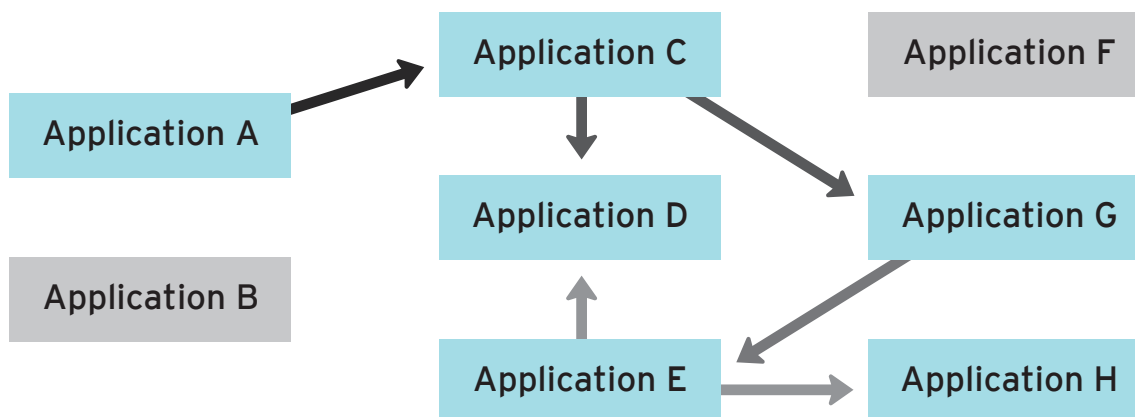 Application A
Application B
Application C
Application D
Application E
Application F
Application G
Application H